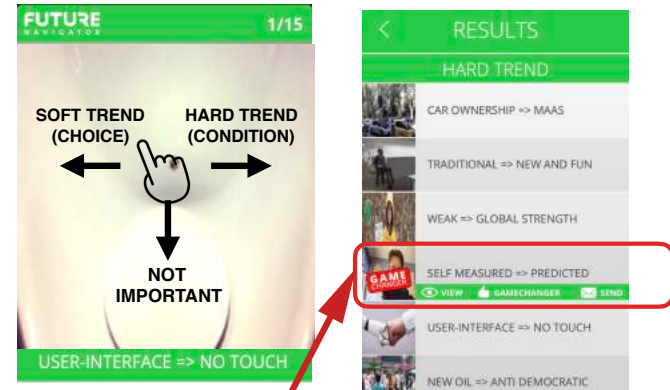 FUTURE
NAVIGATOR
1/15
SOFT TREND
(CHOICE)
HARD TREND
(CONDITION)
NOT
IMPORTANT
USER-INTERFACE => NO TOUCH
< RESULTS
HARD TREND
CAR OWNERSHIP => MAAS
TRADITIONAL => NEW AND FUN
WEAK => GLOBAL STRENGTH
GAME
CHANGER
SELF MEASURED => PREDICTED
VIEW GAMECHANGER SEND
USER-INTERFACE => NO TOUCH
NEW OIL => ANTI DEMOCRATIC